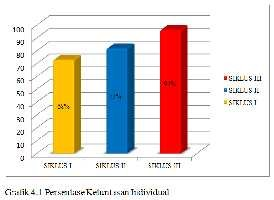 100
90
80
70
60
50
40
30
20
10
0
SIKLUS I
SIKLUS II
SIKLUS III
SIKLUS III
SIKLUS II
SIKLUS I
Grafik 4.1 Persentase Ketuntasan Individual